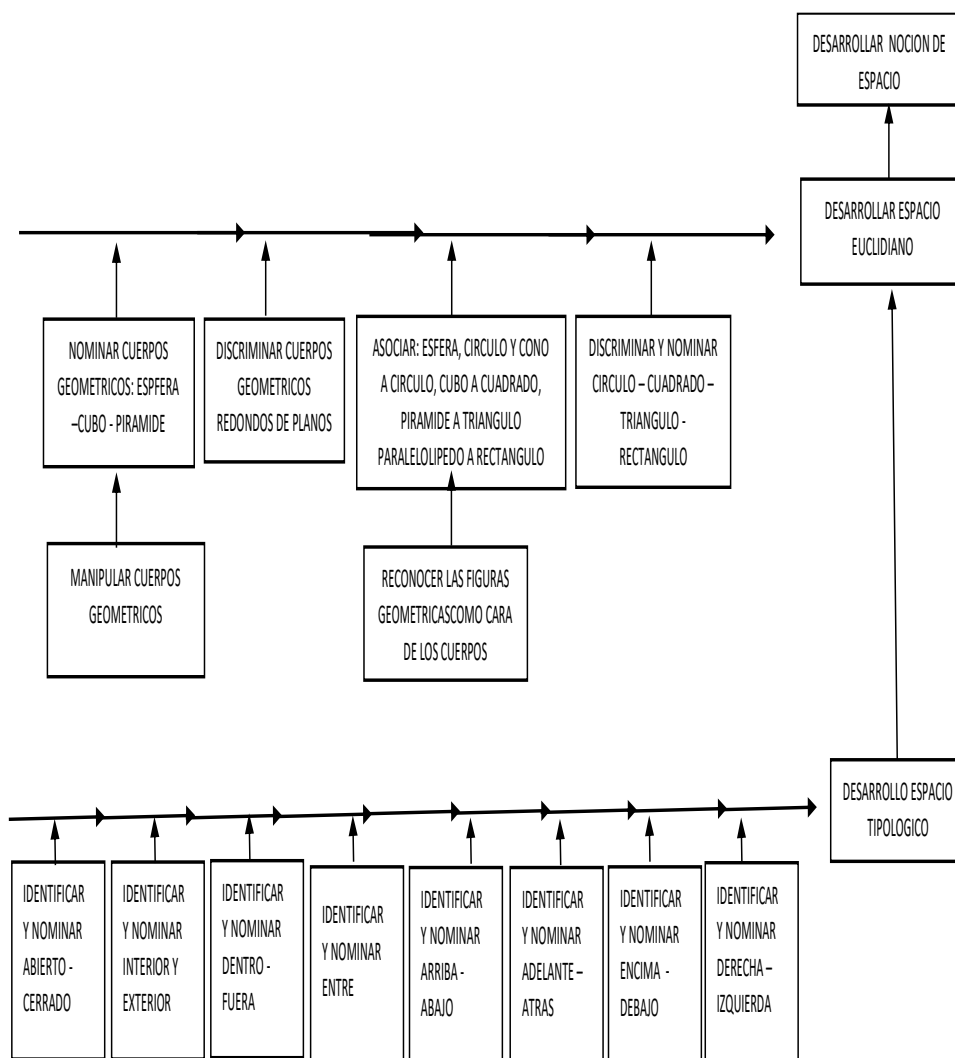 DESARROLLAR NOCION DE
ESPACIO
DESARROLLAR ESPACIO
EUCLIDIANO
NOMINAR CUERPOS
GEOMETRICOS: ESPFERA
–CUBO - PIRAMIDE
DISCRIMINAR CUERPOS
GEOMETRICOS
REDONDOS DE PLANOS
ASOCIAR: ESFERA, CIRCULO Y CONO
A CIRCULO, CUBO A CUADRADO,
PIRAMIDE A TRIANGULO
PARALELOLIPEDO A RECTANGULO
DISCRIMINAR Y NOMINAR
CIRCULO – CUADRADO –
TRIANGULO -
RECTANGULO
MANIPULAR CUERPOS
GEOMETRICOS
RECONOCER LAS FIGURAS
GEOMETRICASCOMO CARA
DE LOS CUERPOS
DESARROLLO ESPACIO
TIPOLOGICO
IDENTIFICAR
Y NOMINAR
ABIERTO -
CERRADO
IDENTIFICAR
Y NOMINAR
INTERIOR Y
EXTERIOR
IDENTIFICAR
Y NOMINAR
DENTRO -
FUERA
IDENTIFICAR
Y NOMINAR
ENTRE
IDENTIFICAR
Y NOMINAR
ARRIBA -
ABAJO
IDENTIFICAR
Y NOMINAR
ADELANTE –
ATRAS
IDENTIFICAR
Y NOMINAR
ENCIMA -
DEBAJO
IDENTIFICAR
Y NOMINAR
DERECHA –
IZQUIERDA